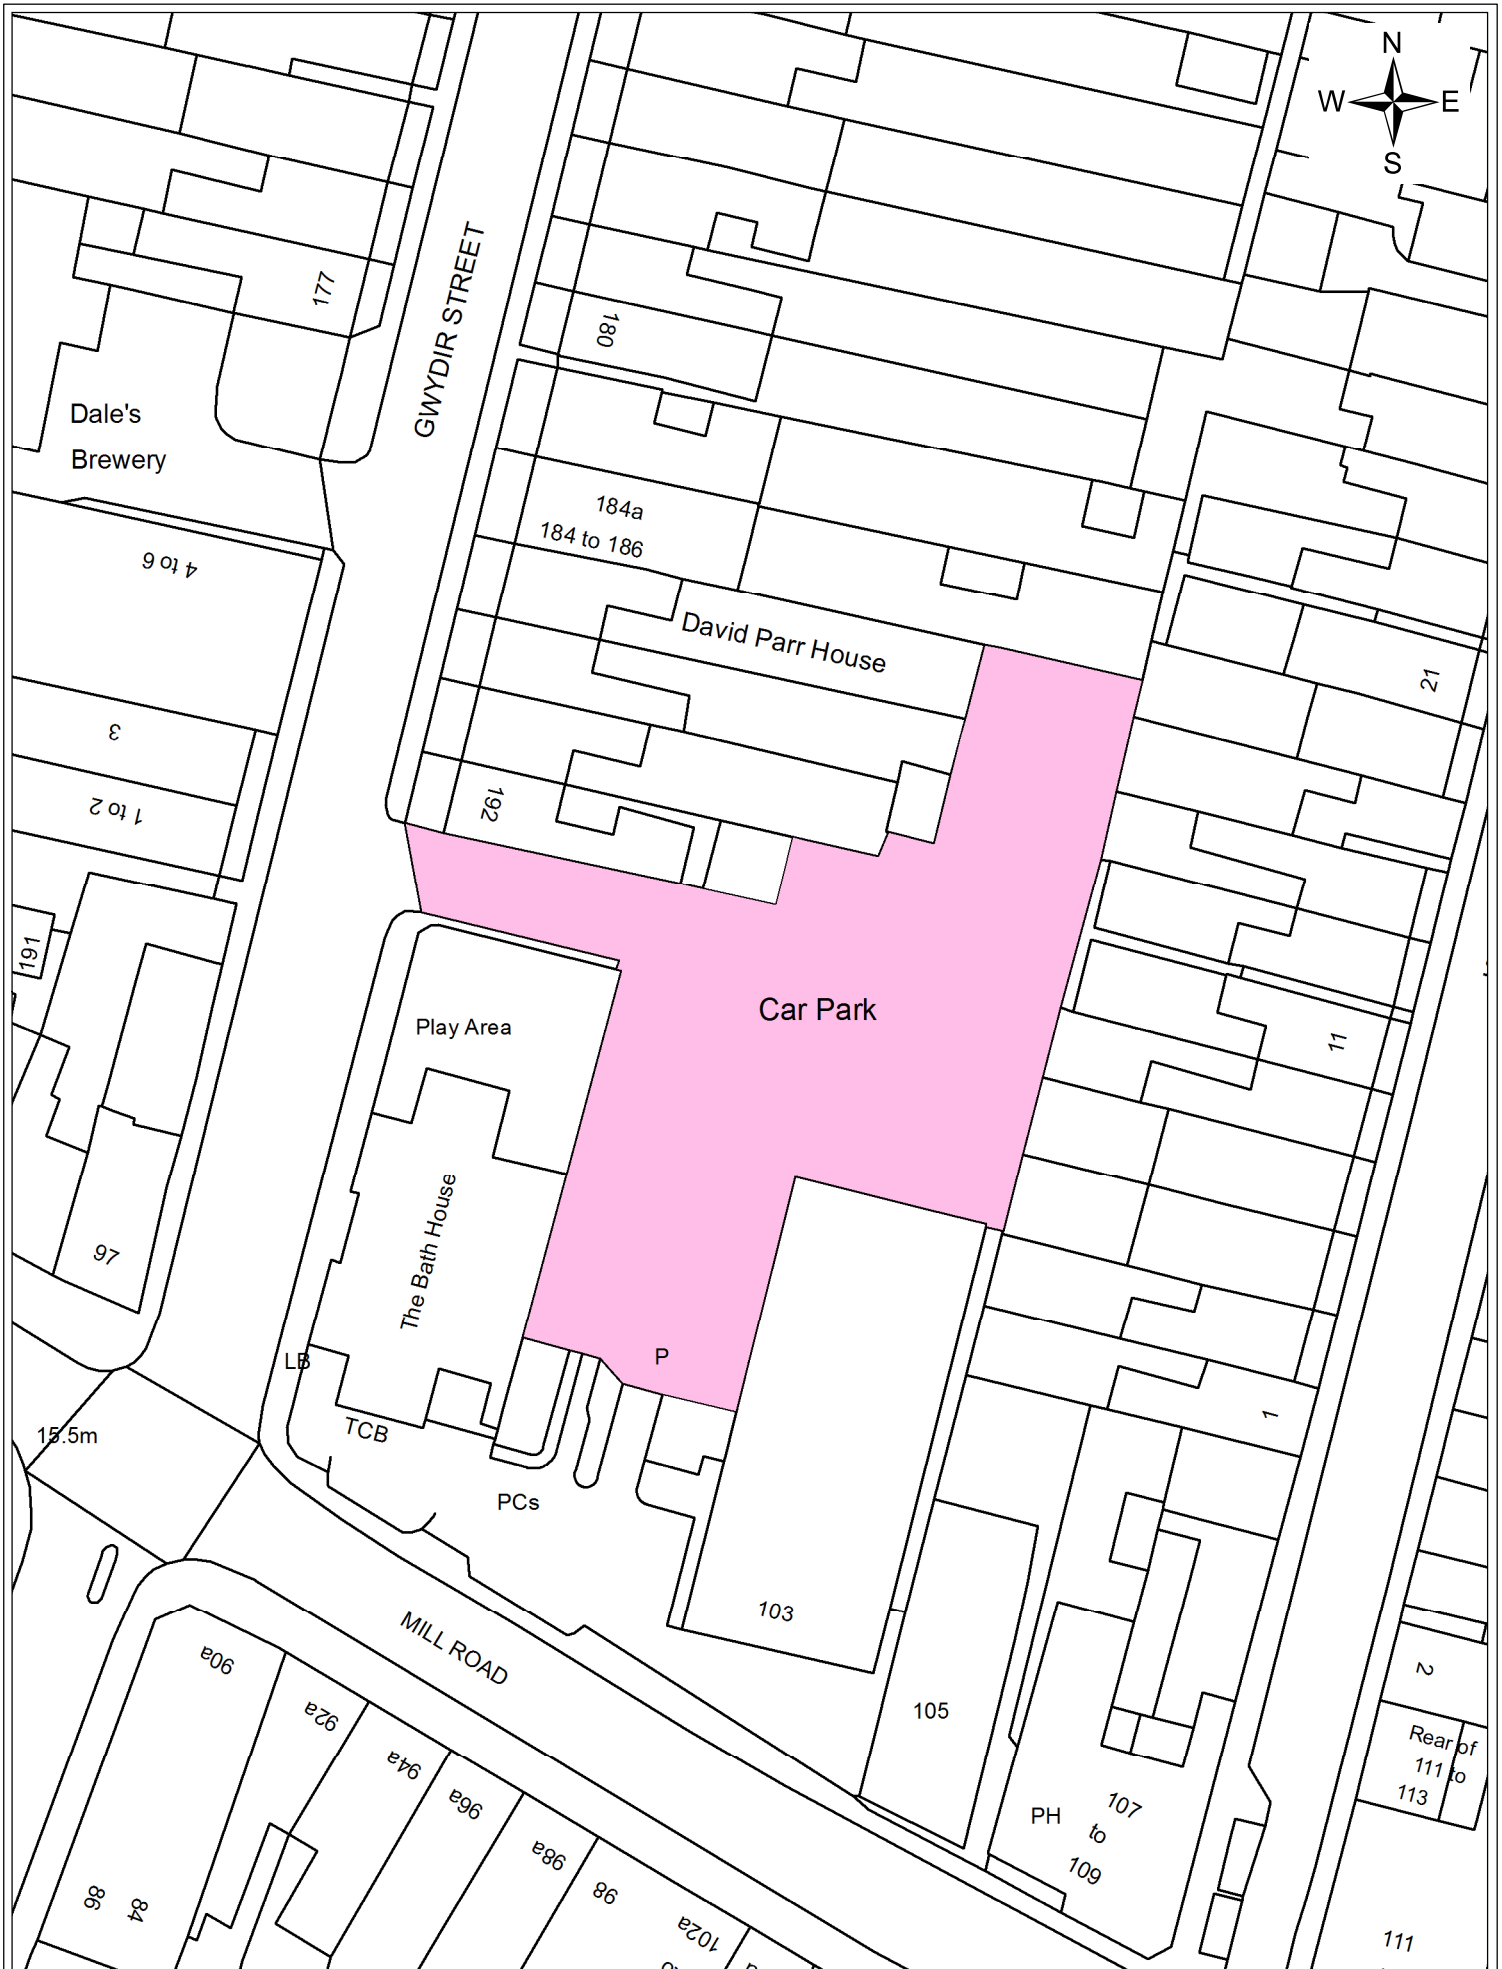 N
W E
S
177
GWYDIR STREET
180
Dale's
Brewery
184a
184 to 186
4 to 6
David Parr House
21
3
192
1 to 2
191
Car Park
Play Area
11
97
The Bath House
LB
P
TCB
15.5m
1
PCs
103
MILL ROAD
90a
2
92a
105
Rear of
111 to
113
94a
96a
PH
107
to
109
98a
98
86
84
102a
111